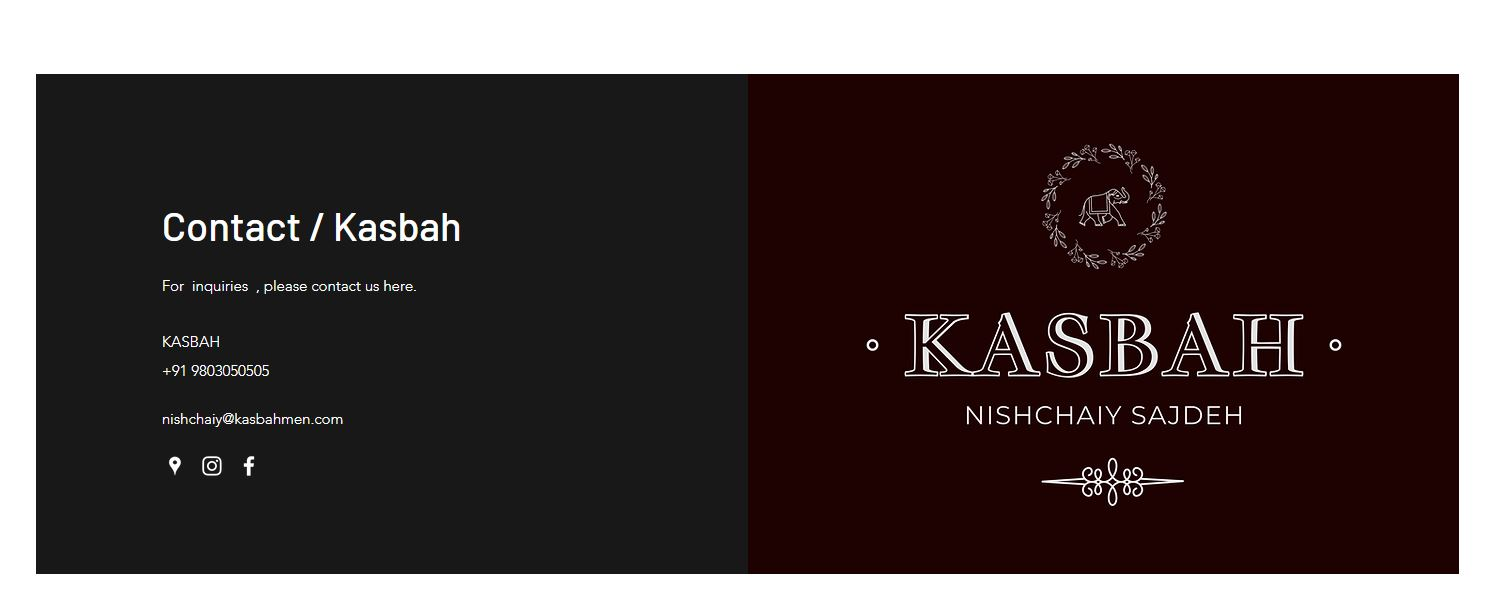 Contact / Kasbah
For  inquiries  , please contact us here.
KASBAH
+91 9803050505
nishchaiy@kasbahmen.com
KASBAH
NISHCHAIY SAJDEH